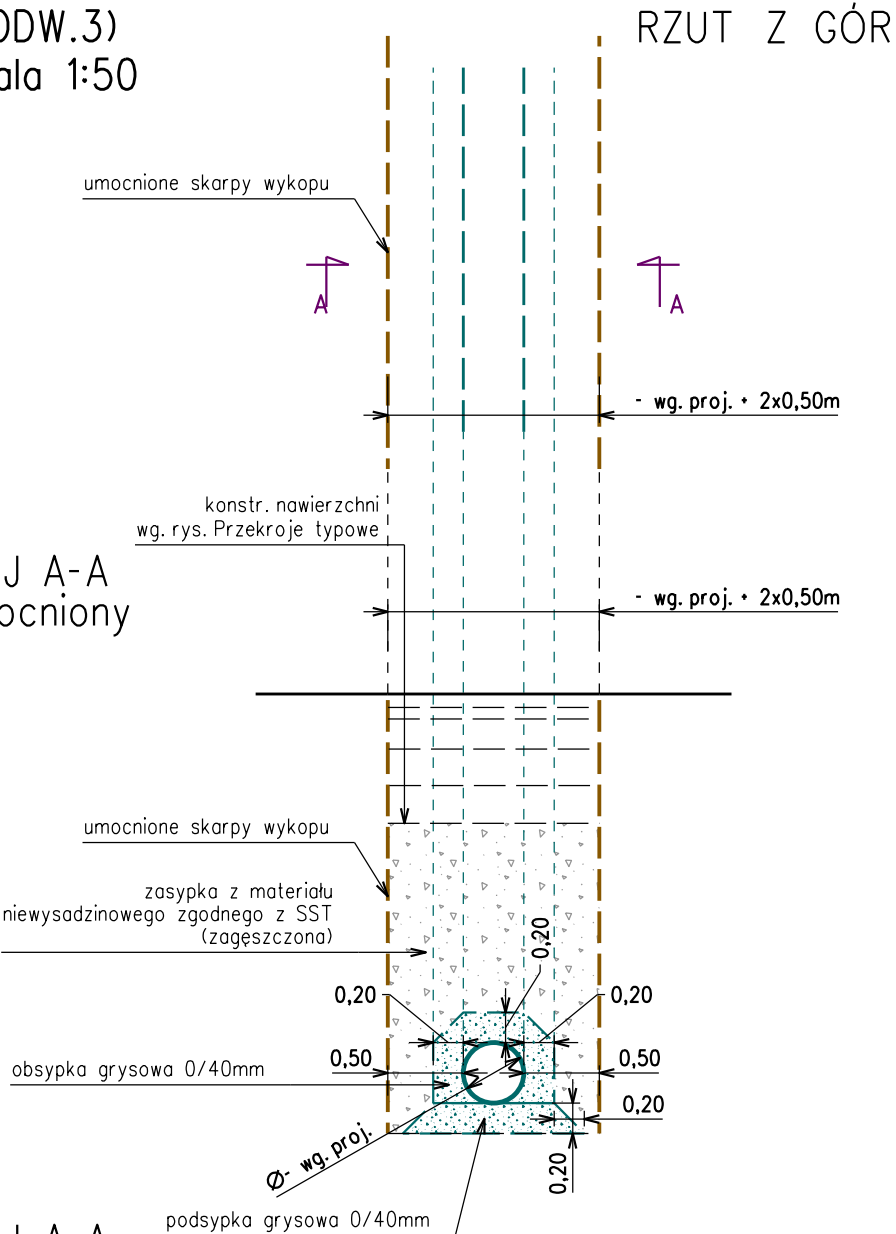 ODW.3)
ala 1:50
RZUT Z GÓR
umocnione skarpy wykopu
A
A
- wg. proj. + 2x0,50m
konstr. nawierzchni
wg. rys. Przekroje typowe
J A-A
ocniony
- wg. proj. + 2x0,50m
umocnione skarpy wykopu
zasypka z materiału
niewysadzinowego zgodnego z SST
(zagęszczona)
0,20
0,20
0,20
0,50
0,50
obsypka grysowa 0/40mm
0,20
0,20
Ø- wg. proj.
podsypka grysowa 0/40mm
J A-A